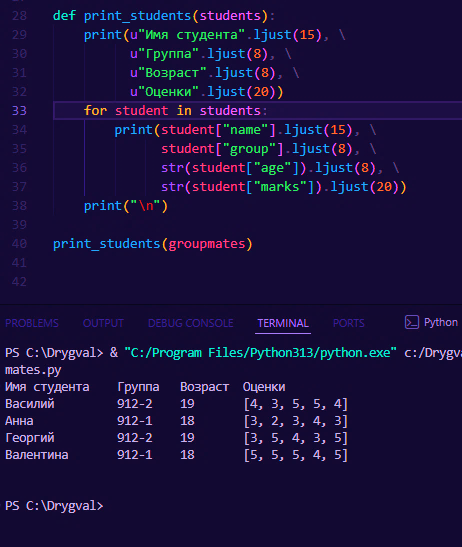 28 def print_students(students):
29     print(u"Имя студента".ljust(15), \
30           u"Группа".ljust(8), \
31           u"Возраст".ljust(8), \
32           u"Оценки".ljust(20))
33     for student in students:
34         print(student["name"].ljust(15), \
35               student["group"].ljust(8), \
36               str(student["age"]).ljust(8), \
37               str(student["marks"]).ljust(20))
38     print("\n")
39
40 print_students(groupmates)
41
42
PROBLEMS OUTPUT DEBUG CONSOLE TERMINAL PORTS Python
PS C:\Drygval> & "C:/Program Files/Python313/python.exe" c:/Drygva
mates.py
Имя студента    Группа   Возраст  Оценки
Василий         912-2    19       [4, 3, 5, 5, 4]
Анна            912-1    18       [3, 2, 3, 4, 3]
Георгий         912-2    19       [3, 5, 4, 3, 5]
Валентина       912-1    18       [5, 5, 5, 4, 5]
PS C:\Drygval>